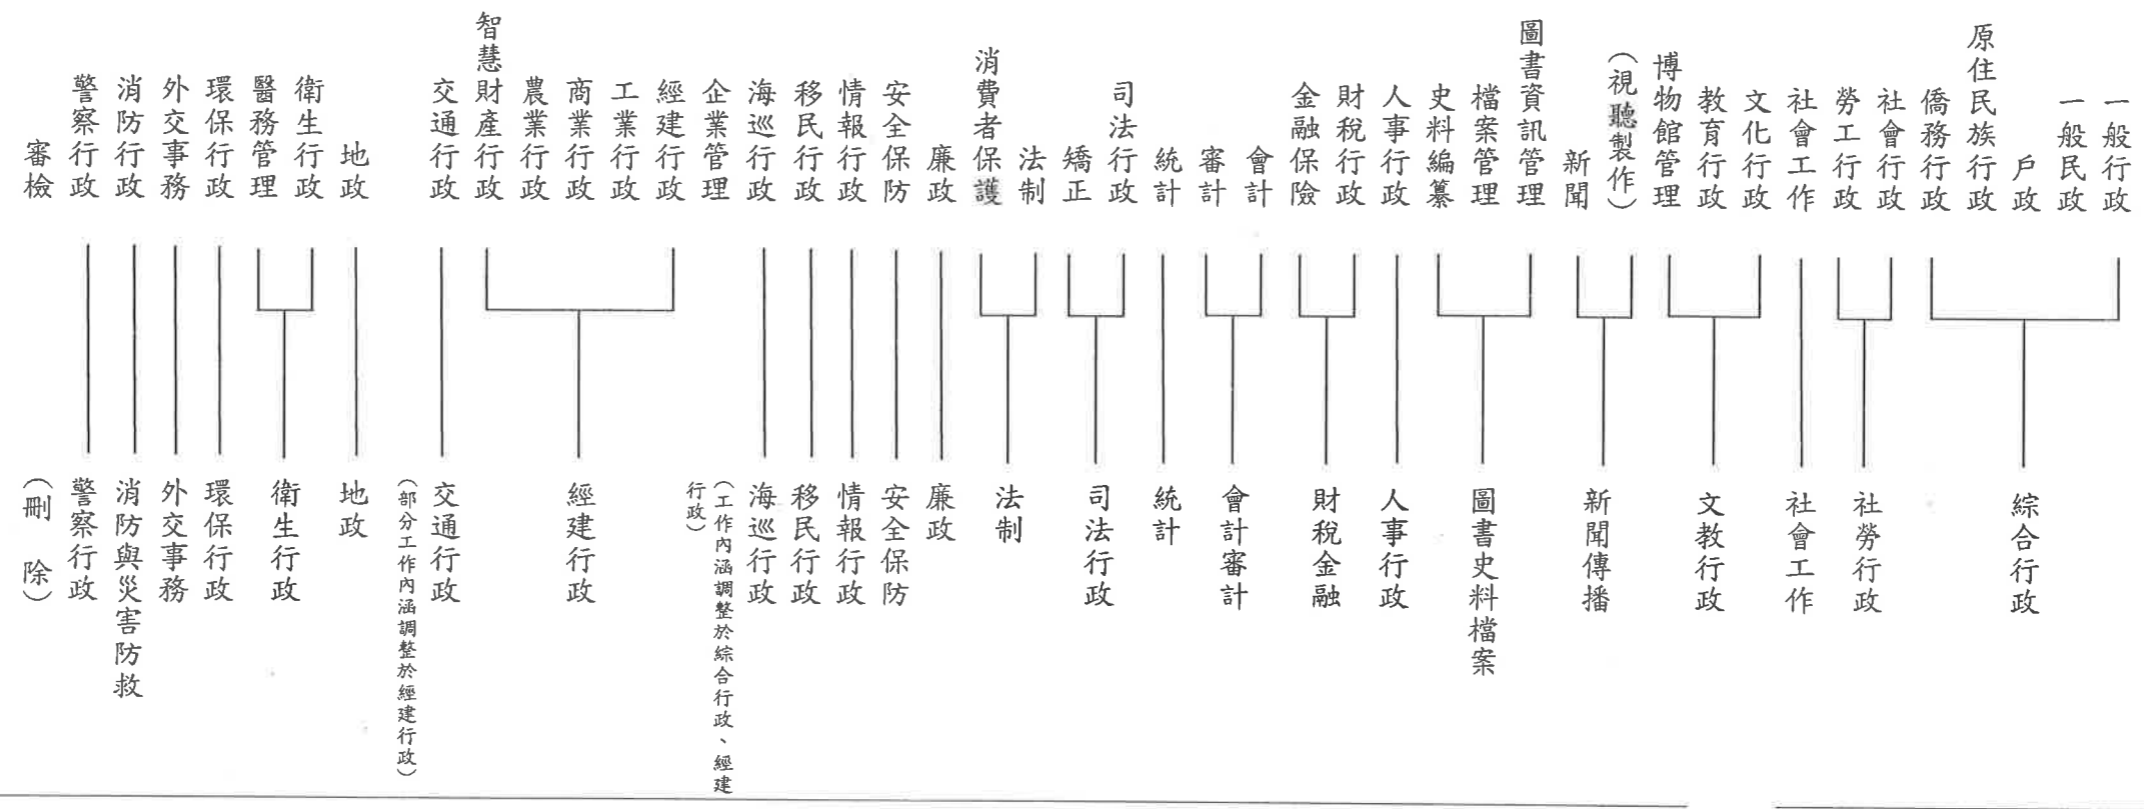 一般行政
一般民政
戶政
原住民族行政
僑務行政
社會行政
勞工行政
社會工作
文化行政
教育行政
博物館管理
（視聽製作）
新聞
圖書資訊管理
檔案管理
史料編纂
人事行政
財稅行政
金融保險
會計
審計
統計
司法行政
矯正
法制
消費者保護
廉政
安全保防
情報行政
移民行政
海巡行政
企業管理
經建行政
工業行政
商業行政
農業行政
智慧財產行政
交通行政
地政
衛生行政
醫務管理
環保行政
外交事務
消防行政
警察行政
審檢
綜合行政
社勞行政
社會工作
文教行政
新聞傳播
圖書史料檔案
人事行政
財稅金融
會計審計
統計
司法行政
法制
廉政
安全保防
情報行政
移民行政
海巡行政
（工作內涵調整於綜合行政、經建
行政）
經建行政
交通行政
（部分工作內涵調整於經建行政）
地政
衛生行政
環保行政
外交事務
消防與災害防救
警察行政
（刪 除）